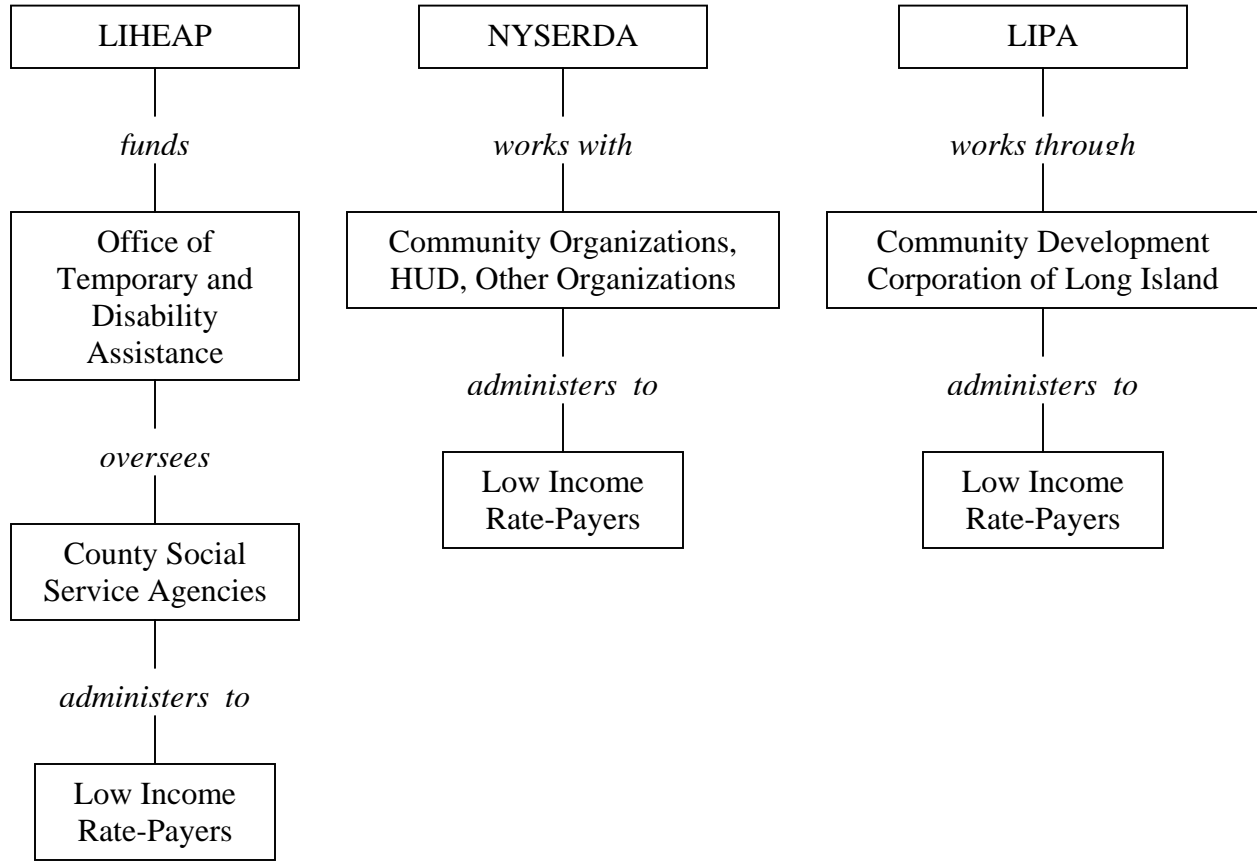 LIHEAP
funds
Office of
Temporary and
Disability
Assistance
oversees
County Social
Service Agencies
administers to
Low Income
Rate-Payers
NYSERDA
works with
Community Organizations,
HUD, Other Organizations
administers to
Low Income
Rate-Payers
LIPA
works through
Community Development
Corporation of Long Island
administers to
Low Income
Rate-Payers